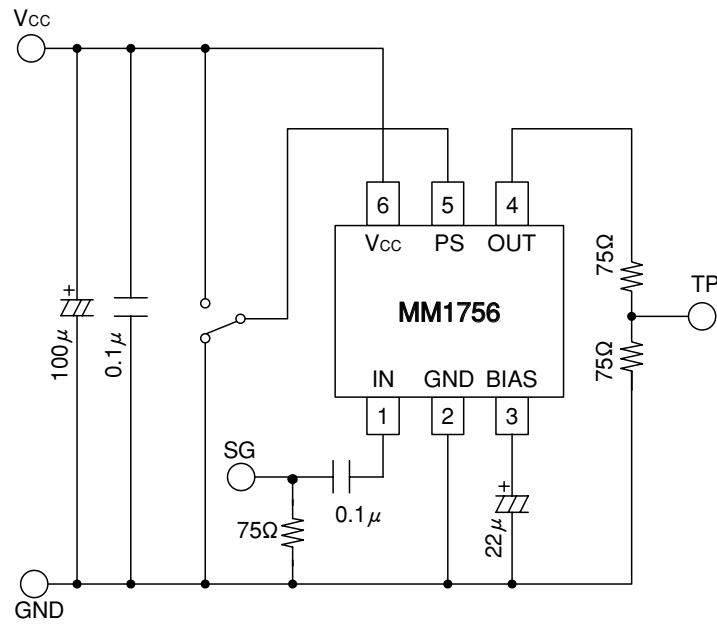 Vcc
6
5
4
Vcc
PS
OUT
75Ω
TP
MM1756
75Ω
100μ
0.1μ
IN
GND
BIAS
1
2
3
SG
0.1μ
75Ω
22μ
GND
+
+